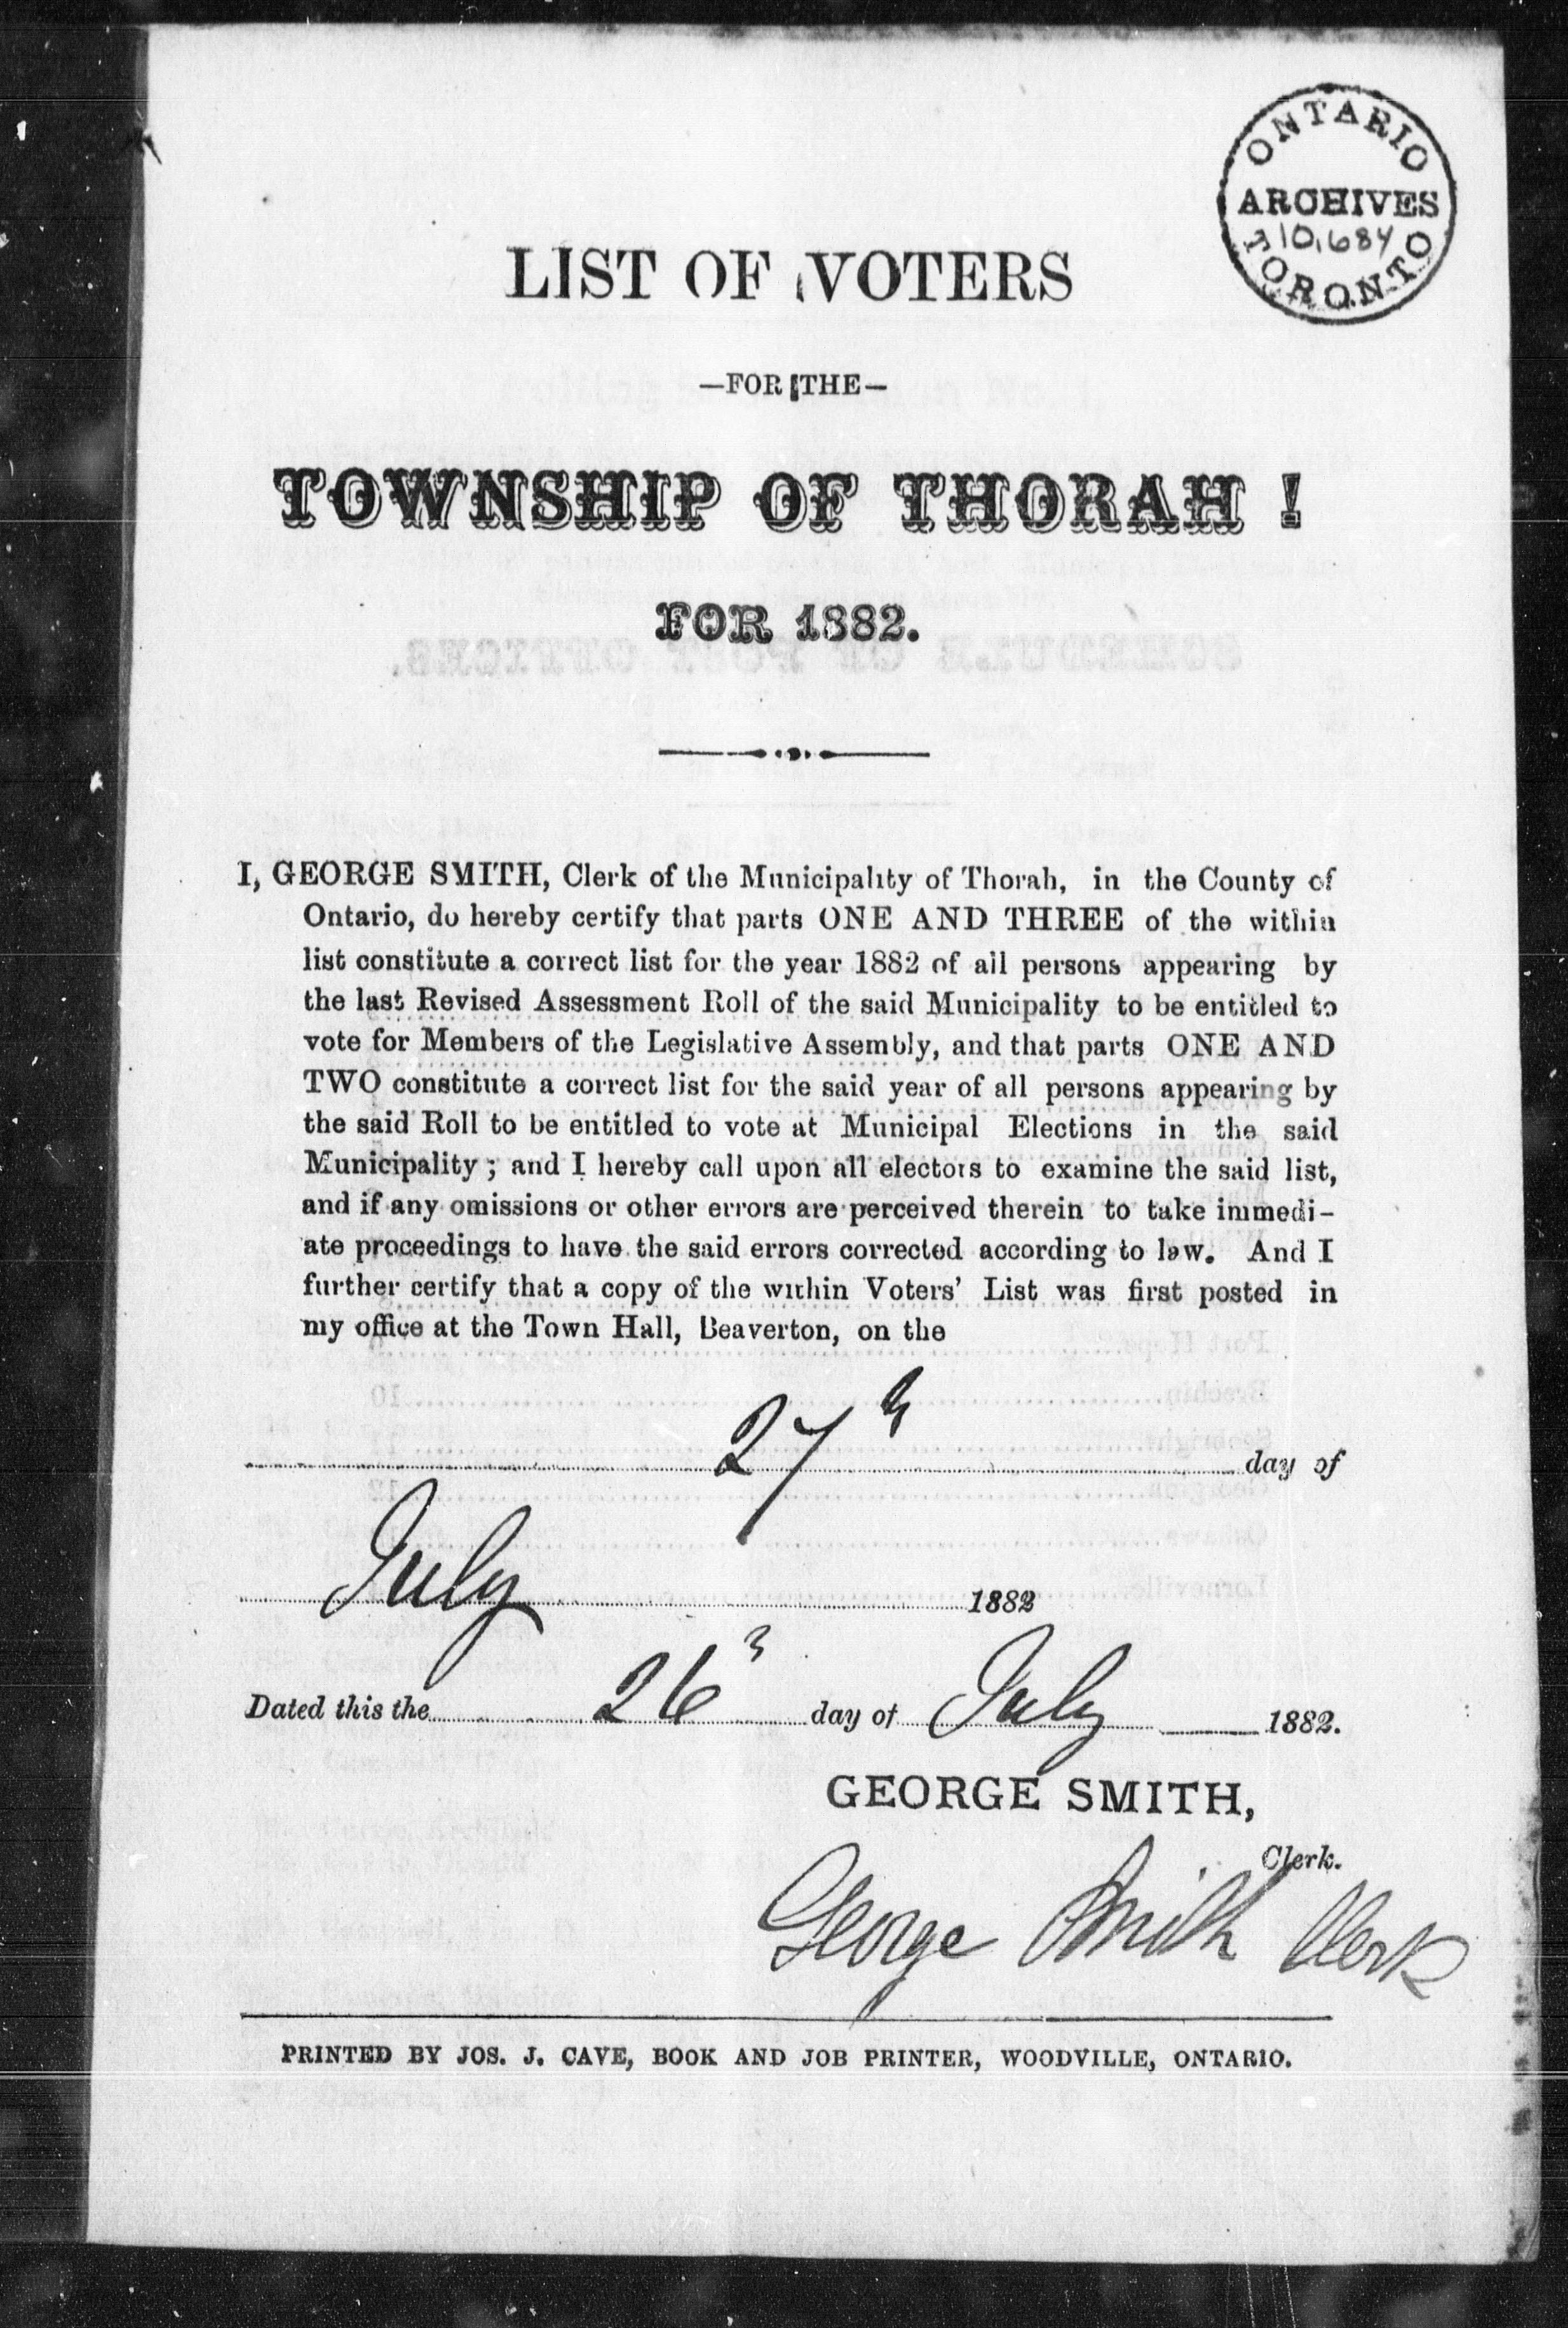 ONTARIO
ARCHIVES
10,684
TORONTO
LIST OF VOTERS
—FOR THE—
TOWNSHIP OF THORAH !
FOR 1882.
I, GEORGE SMITH, Clerk of the Municipality of Thorah, in the County of
Ontario, do hereby certify that parts ONE AND THREE of the within
list constitute a correct list for the year 1882 of all persons appearing by
the last Revised Assessment Roll of the said Municipality to be entitled to
vote for Members of the Legislative Assembly, and that parts ONE AND
TWO constitute a correct list for the said year of all persons appearing by
the said Roll to be entitled to vote at Municipal Elections in the said
Municipality ; and I hereby call upon all electors to examine the said list,
and if any omissions or other errors are perceived therein to take immedi-
ate proceedings to have the said errors corrected according to law. And I
further certify that a copy of the within Voters' List was first posted in
my office at the Town Hall, Beaverton, on the
27th day of
July 1882
Dated this the 26th day of July 1882.
GEORGE SMITH,
Clerk.
George Smith Clerk
PRINTED BY JOS. J. CAVE, BOOK AND JOB PRINTER, WOODVILLE, ONTARIO.